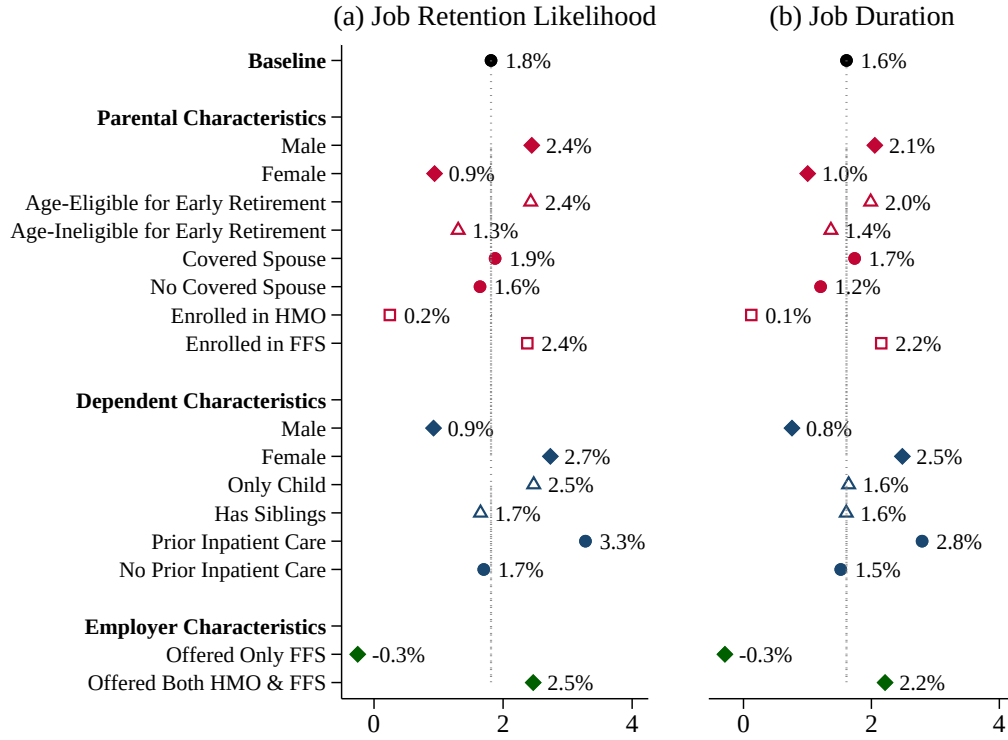 (a) Job Retention Likelihood (b) Job Duration
Baseline 1.8% 1.6%
Parental Characteristics
Male 2.4% 2.1%
Female 0.9% 1.0%
Age-Eligible for Early Retirement 2.4% 2.0%
Age-Ineligible for Early Retirement 1.3% 1.4%
Covered Spouse 1.9% 1.7%
No Covered Spouse 1.6% 1.2%
Enrolled in HMO 0.2% 0.1%
Enrolled in FFS 2.4% 2.2%
Dependent Characteristics
Male 0.9% 0.8%
Female 2.7% 2.5%
Only Child 2.5% 1.6%
Has Siblings 1.7% 1.6%
Prior Inpatient Care 3.3% 2.8%
No Prior Inpatient Care 1.7% 1.5%
Employer Characteristics
Offered Only FFS -0.3% -0.3%
Offered Both HMO & FFS 2.5% 2.2%
0 2 4 0 2 4